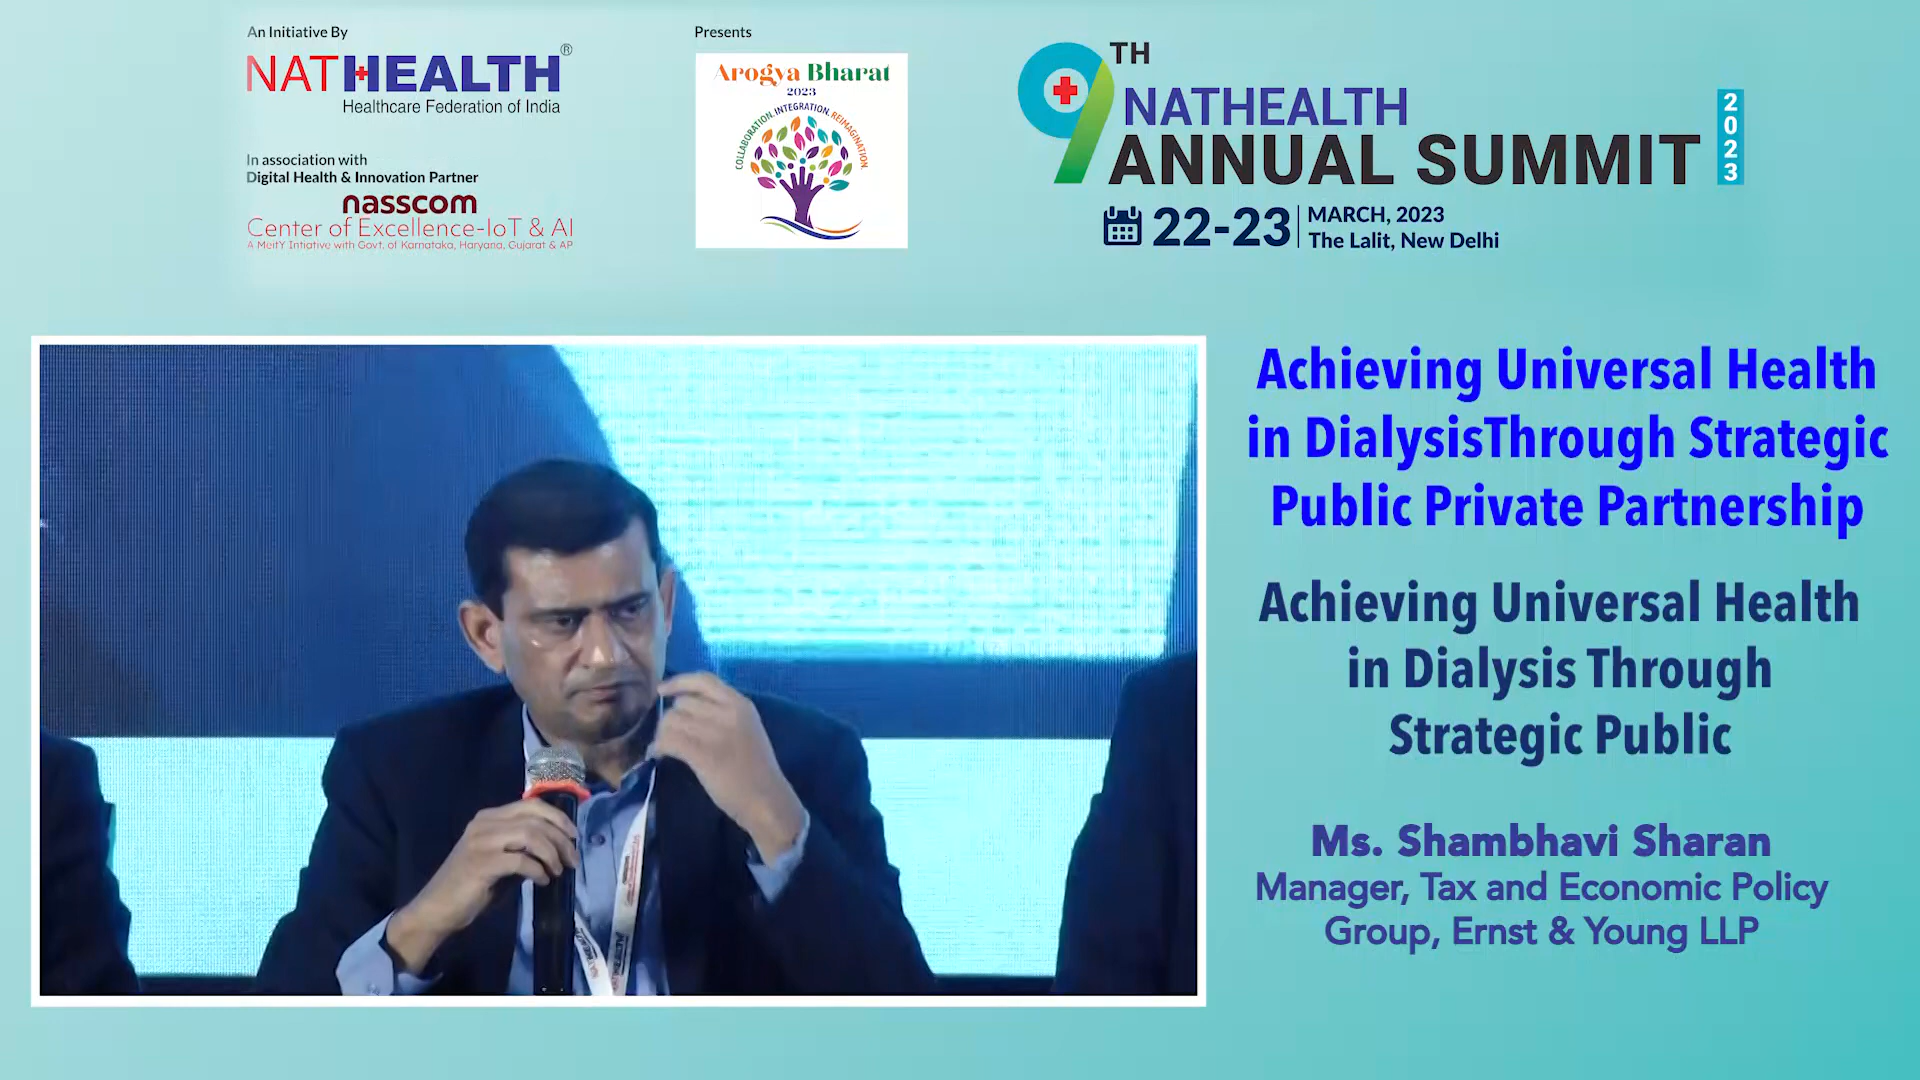 An Initiative By
NATHEALTH®
Healthcare Federation of India
In association with
Digital Health & Innovation Partner
nasscom
Center of Excellence-IoT & AI
A MeitY Intiative with Govt. of Karnataka, Haryana, Gujarat & AP
Presents
Arogya Bharat
2023
COLLABORATION. INTEGRATION. REIMAGINATION.
9TH
NATHEALTH
ANNUAL SUMMIT
2023
22-23
MARCH, 2023
The Lalit, New Delhi
Achieving Universal Health
in DialysisThrough Strategic
Public Private Partnership
Achieving Universal Health
in Dialysis Through
Strategic Public
Ms. Shambhavi Sharan
Manager, Tax and Economic Policy
Group, Ernst & Young LLP